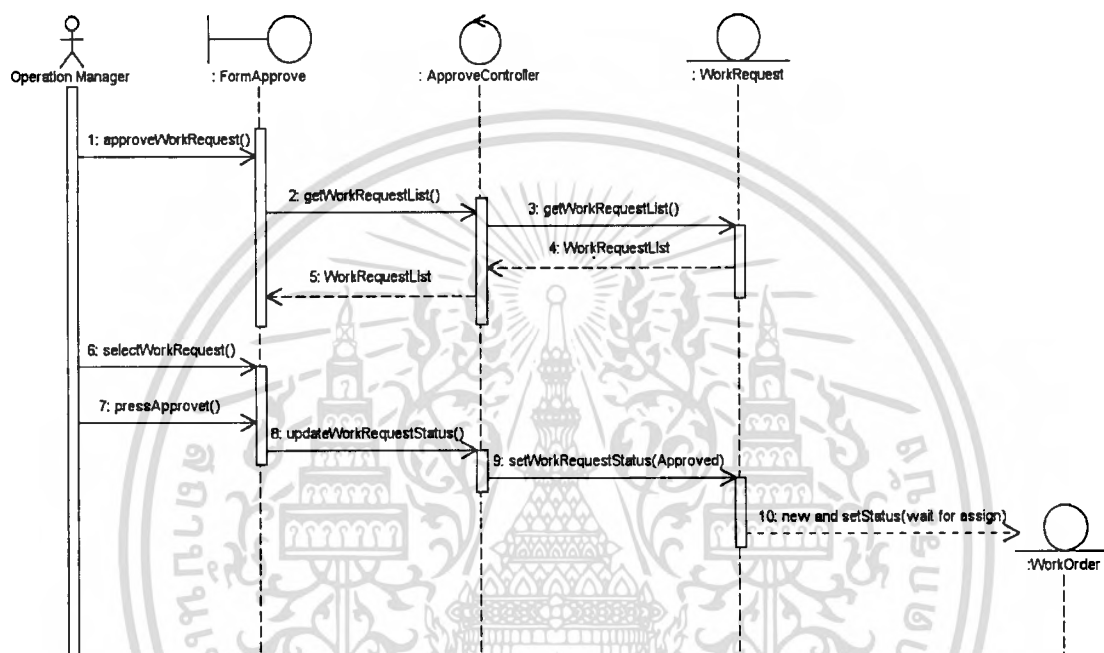 Operation Manager
: FormApprove
: ApproveController
: WorkRequest
1: approveWorkRequest()
2: getWorkRequestList()
3: getWorkRequestList()
4: WorkRequestList
5: WorkRequestList
6: selectWorkRequest()
7: pressApprovet()
8: updateWorkRequestStatus()
9: setWorkRequestStatus(Approved)
10: new and setStatus(wait for assign)
:WorkOrder